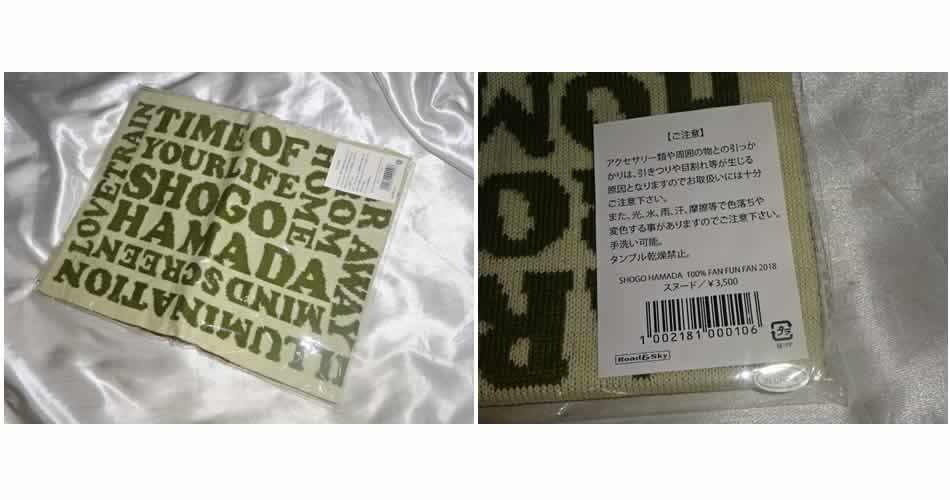 LOVETRAIN
TIME OF
YOURLIFE
SHOGO
HAMADA
MIND
SCREEN
ILLUMINATION
HOME
FAR AWAY
【ご注意】
アクセサリー類や周囲の物との引っか
かりは、引きつりや目割れ等が生じる
原因となりますのでお取扱いには十分
ご注意下さい。
また、光、水、雨、汗、摩擦等で色落ちや
変色する事がありますのでご注意下さい。
手洗い可能。
タンブル乾燥禁止。
SHOGO HAMADA 100% FAN FUN FAN 2018
スヌード/¥3,500
1 002181 000106
Road&Sky
プラ